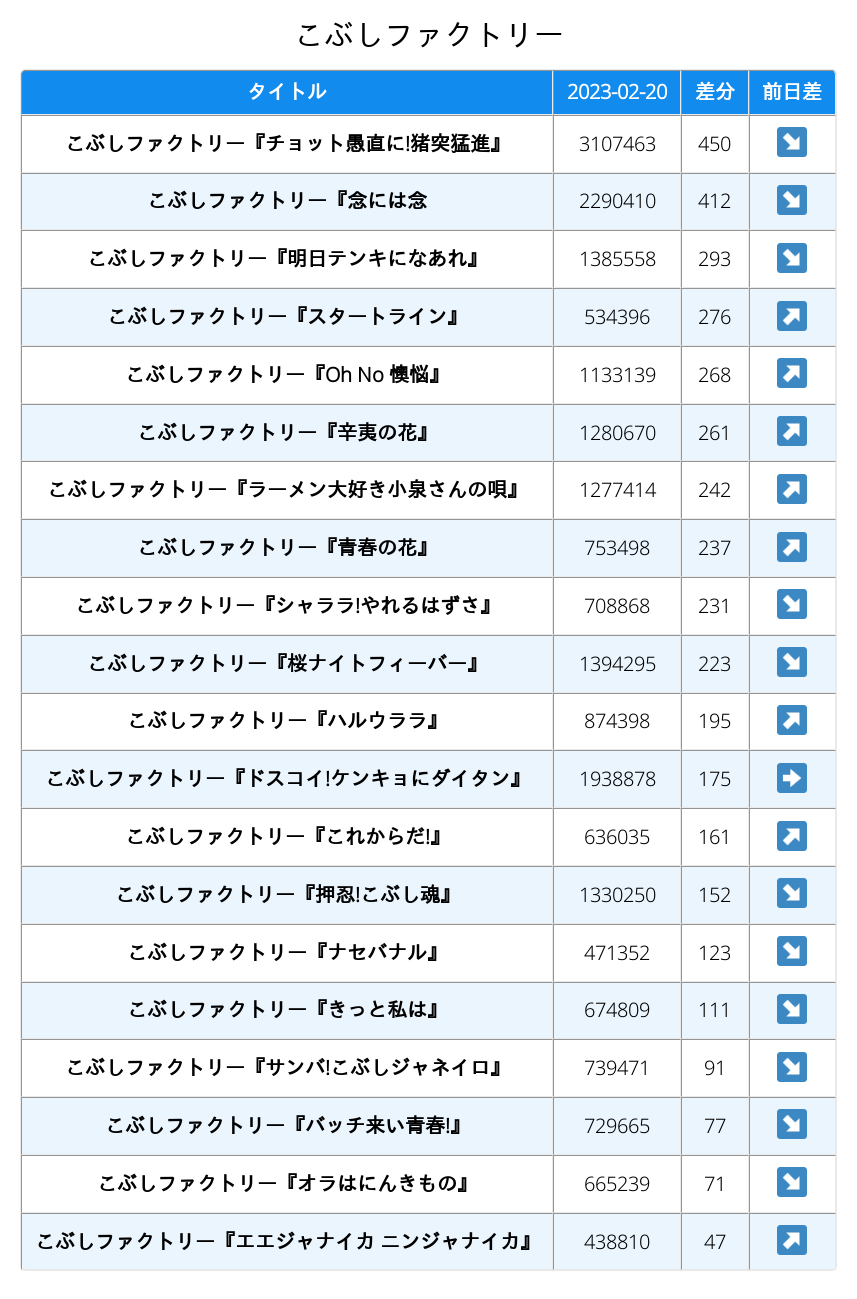 こぶしファクトリー
タイトル 2023-02-20 差分 前日差
こぶしファクトリー『チョット愚直に!猪突猛進』 3107463 450 ↘
こぶしファクトリー『念には念 2290410 412 ↘
こぶしファクトリー『明日テンキになあれ』 1385558 293 ↘
こぶしファクトリー『スタートライン』 534396 276 ↗
こぶしファクトリー『Oh No 懊悩』 1133139 268 ↗
こぶしファクトリー『辛夷の花』 1280670 261 ↗
こぶしファクトリー『ラーメン大好き小泉さんの唄』 1277414 242 ↗
こぶしファクトリー『青春の花』 753498 237 ↗
こぶしファクトリー『シャララ!やれるはずさ』 708868 231 ↘
こぶしファクトリー『桜ナイトフィーバー』 1394295 223 ↘
こぶしファクトリー『ハルウララ』 874398 195 ↗
こぶしファクトリー『ドスコイ!ケンキョにダイタン』 1938878 175 ➡
こぶしファクトリー『これからだ!』 636035 161 ↗
こぶしファクトリー『押忍!こぶし魂』 1330250 152 ↘
こぶしファクトリー『ナセバナル』 471352 123 ↘
こぶしファクトリー『きっと私は』 674809 111 ↘
こぶしファクトリー『サンバ!こぶしジャネイロ』 739471 91 ↘
こぶしファクトリー『バッチ来い青春!』 729665 77 ↘
こぶしファクトリー『オラはにんきもの』 665239 71 ↘
こぶしファクトリー『エエジャナイカ ニンジャナイカ』 438810 47 ↗